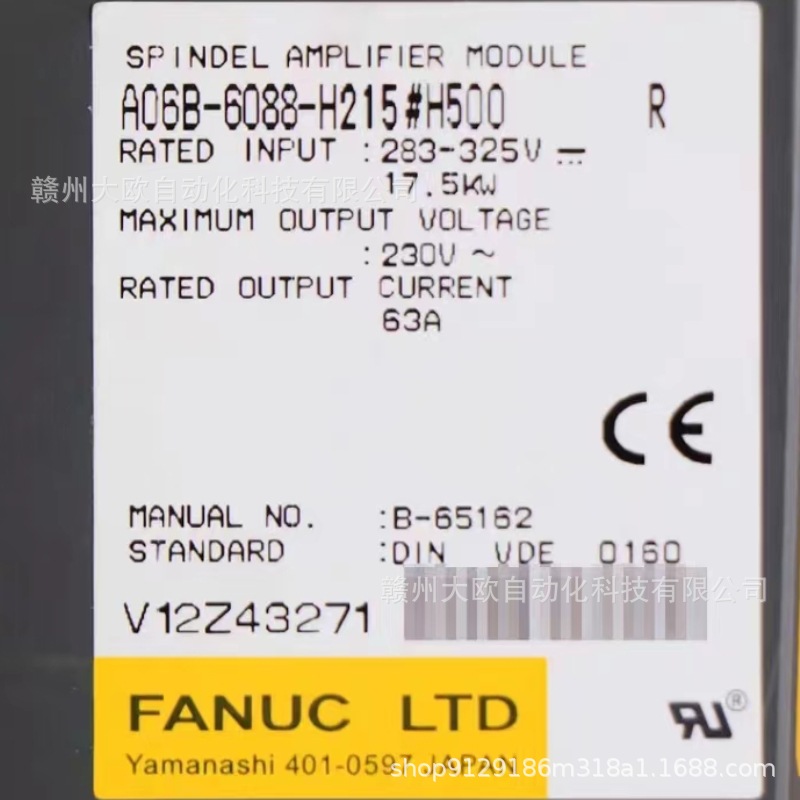 SPINDEL AMPLIFIER MODULE
A06B-6088-H215#H500 R
RATED INPUT :283-325V ⎓
17.5KW
赣州大欧自动化科技有限公司
MAXIMUM OUTPUT VOLTAGE
:230V ~
RATED OUTPUT CURRENT
63A
CE
MANUAL NO. :B-65162
STANDARD :DIN VDE 0160
赣州大欧自动化科技有限公司
V12Z43271
FANUC LTD
Yamanashi 401-0597 JAPAN
RU®
shop9129186m318a1.1688.com